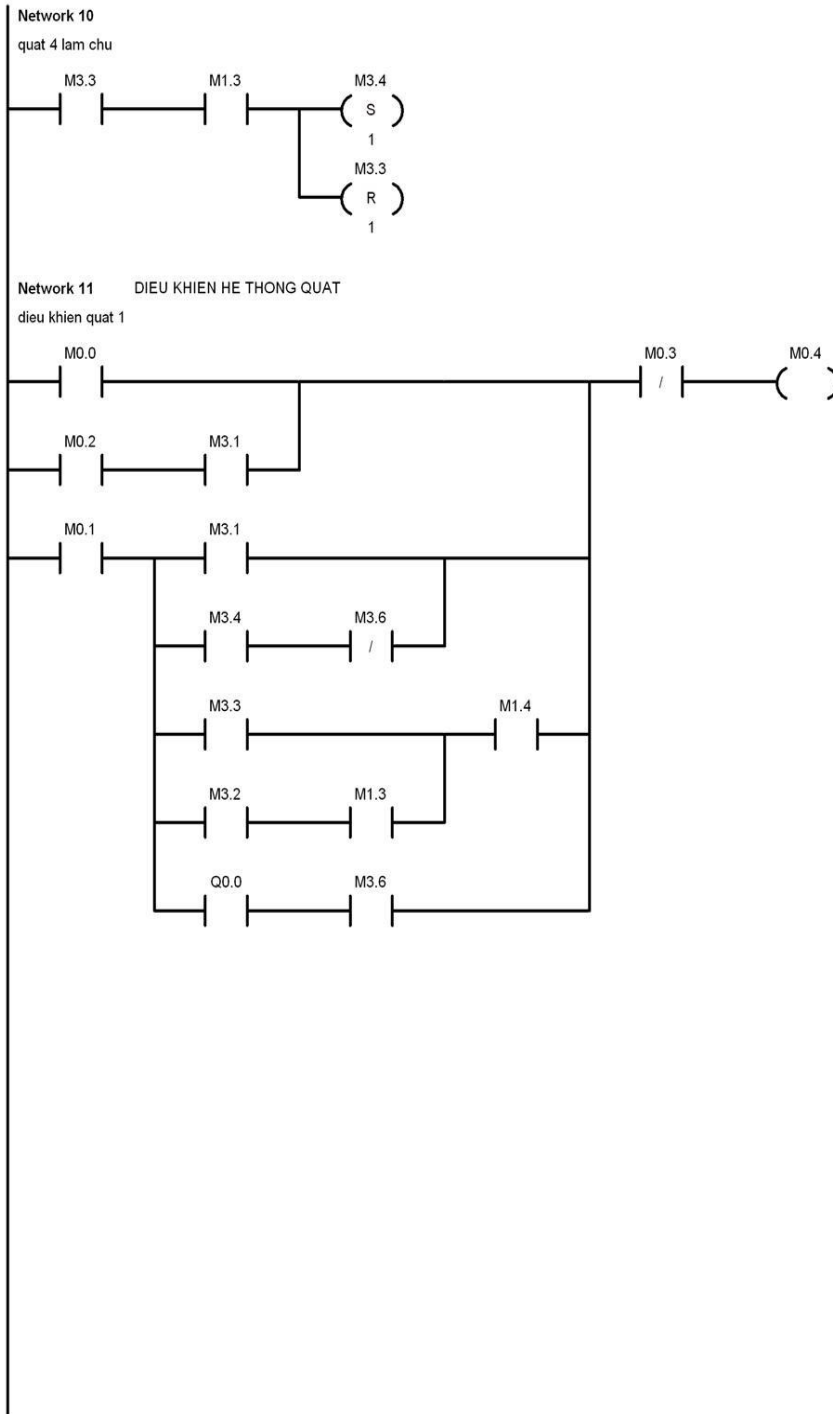 Network 10
quat 4 lam chu
M3.3 M1.3 M3.4
S
1
M3.3
R
1
Network 11 DIEU KHIEN HE THONG QUAT
dieu khien quat 1
M0.0 M0.3 M0.4
/
M0.2 M3.1
M0.1 M3.1
M3.4 M3.6
/
M3.3 M1.4
M3.2 M1.3
Q0.0 M3.6